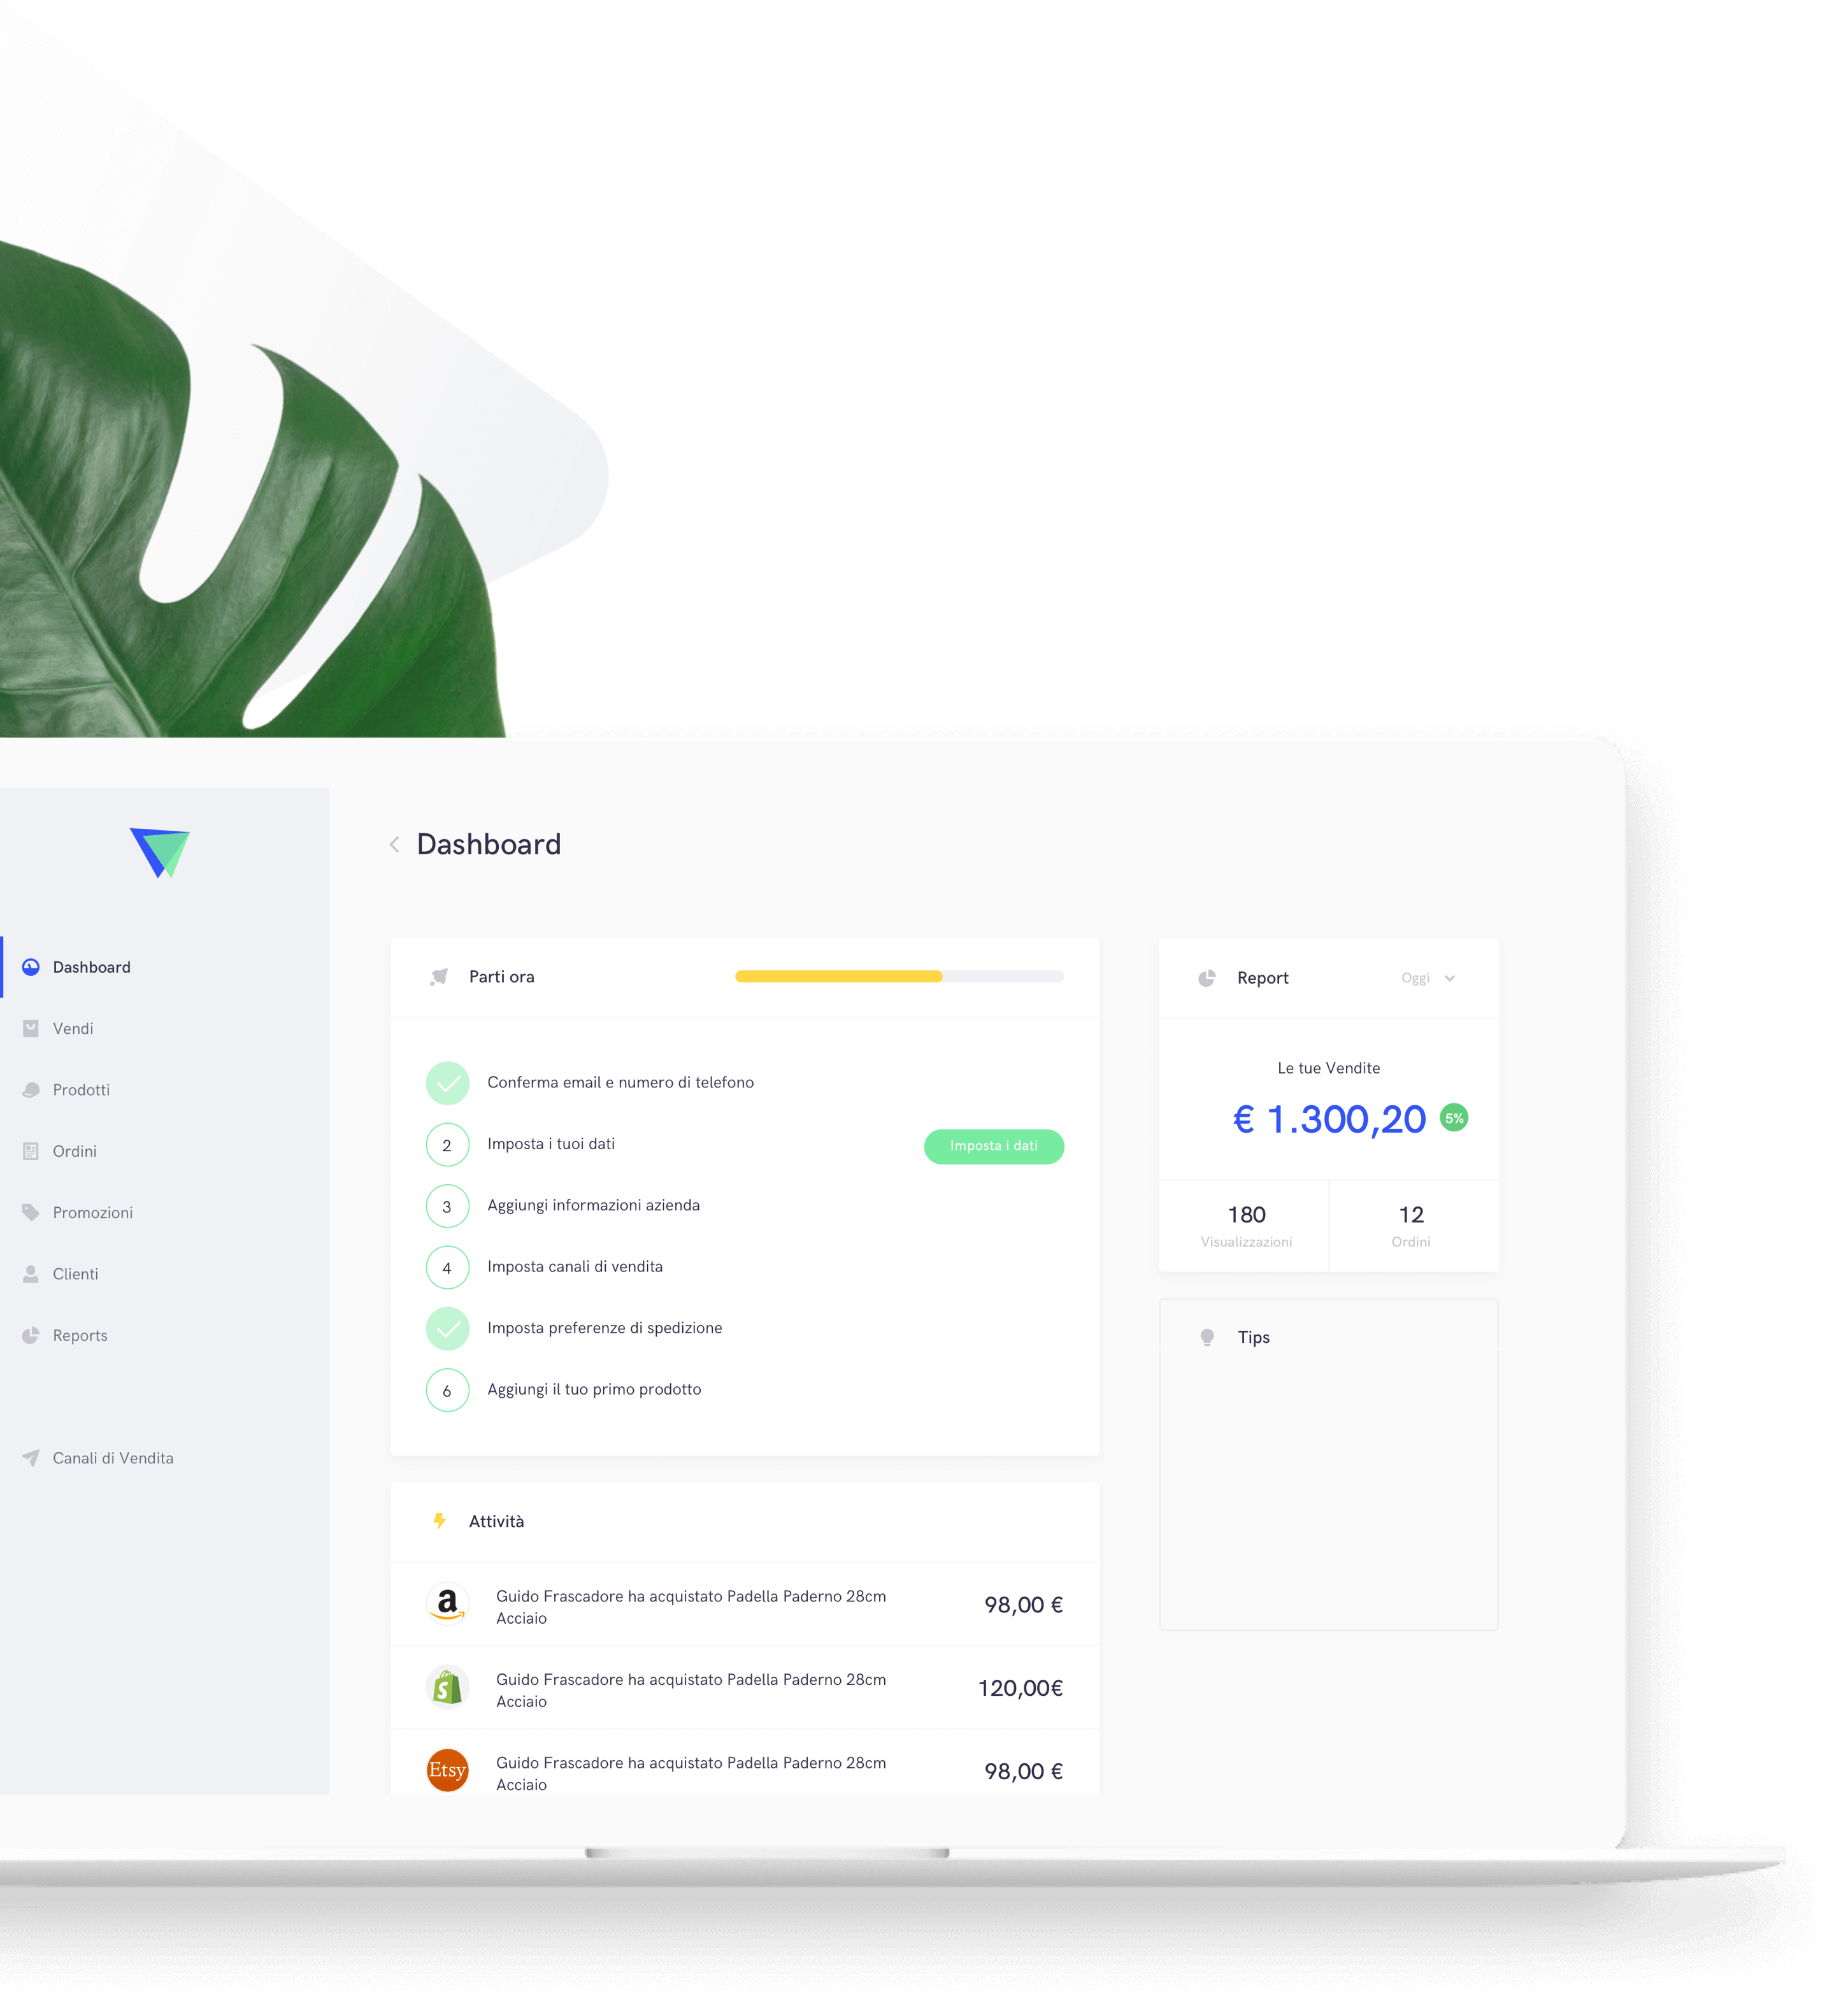 Dashboard
Dashboard
Vendi
Prodotti
Ordini
Promozioni
Clienti
Reports
Canali di Vendita
Parti ora
Conferma email e numero di telefono
2 Imposta i tuoi dati Imposta i dati
3 Aggiungi informazioni azienda
4 Imposta canali di vendita
Imposta preferenze di spedizione
6 Aggiungi il tuo primo prodotto
Attività
a Guido Frascadore ha acquistato Padella Paderno 28cm
Acciaio
98,00 €
S Guido Frascadore ha acquistato Padella Paderno 28cm
Acciaio
120,00€
Etsy Guido Frascadore ha acquistato Padella Paderno 28cm
Acciaio
98,00 €
Report Oggi
Le tue Vendite
€ 1.300,20 5%
180 12
Visualizzazioni Ordini
Tips